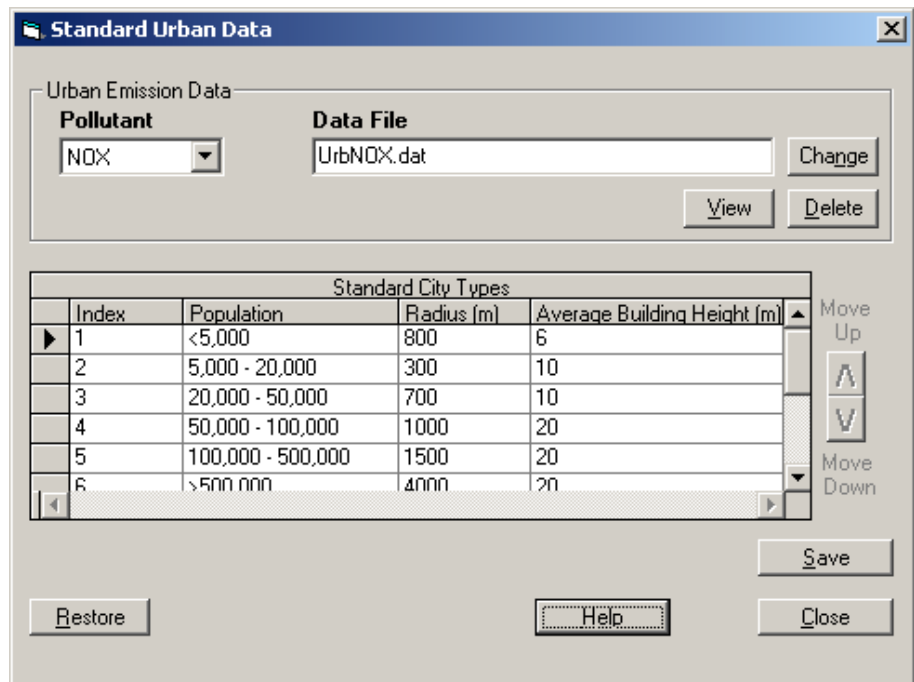 Standard Urban Data
Urban Emission Data
Pollutant Data File
NOX UrbNOX.dat Change
View Delete
Standard City Types
Index Population Radius (m) Average Building Height (m)
1 <5,000 800 6
2 5,000 - 20,000 300 10
3 20,000 - 50,000 700 10
4 50,000 - 100,000 1000 20
5 100,000 - 500,000 1500 20
6 >500,000 4000 20
Move
Up
Move
Down
Save
Restore Help Close